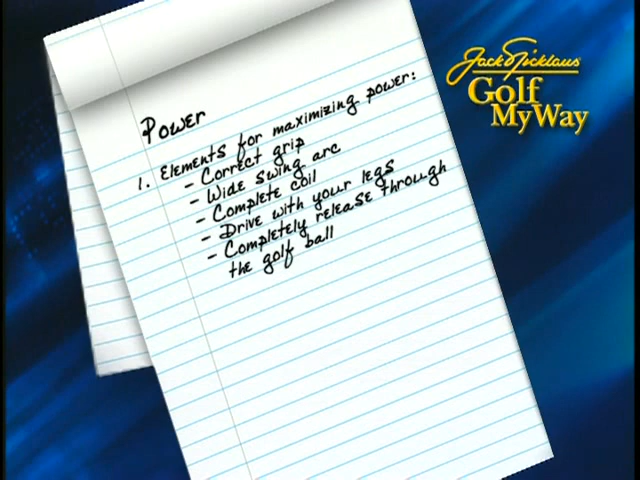 Jack Nicklaus
Golf
My Way
Power
1. Elements for maximizing power:
- Correct grip
- Wide swing arc
- Complete coil
- Drive with your legs
- Completely release through
the golf ball